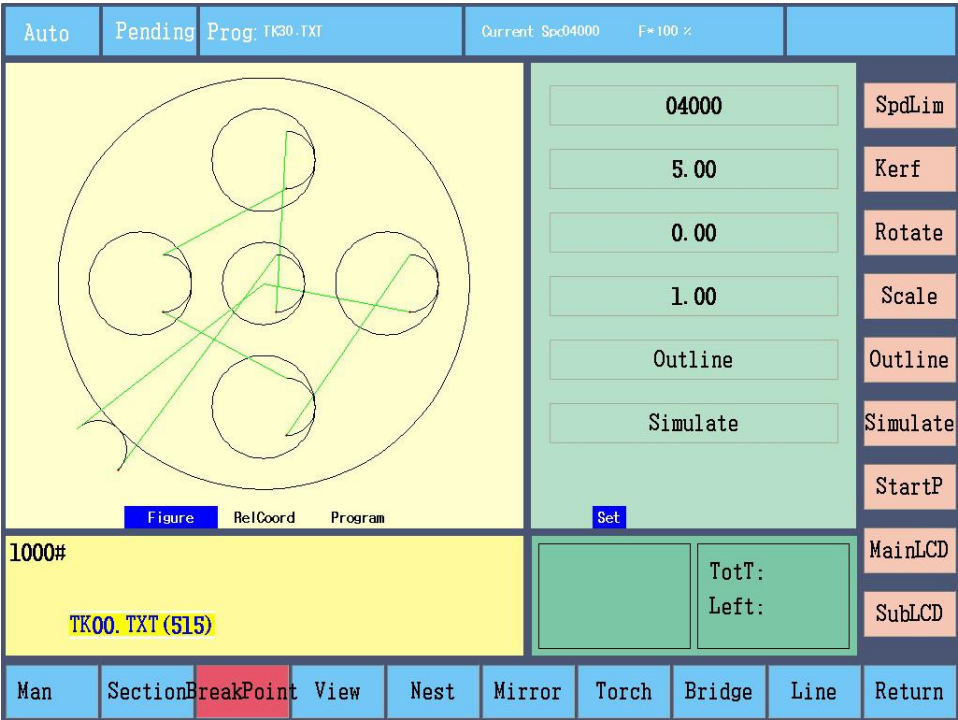 Auto Pending Prog: TK30.TXT Current Spc04000 F*100 %
04000 SpdLim
5.00 Kerf
0.00 Rotate
1.00 Scale
Outline Outline
Simulate Simulate
StartP
Figure RelCoord Program Set
1000# MainLCD
TotT:
Left:
TK00.TXT(515) SubLCD
Man Section BreakPoint View Nest Mirror Torch Bridge Line Return